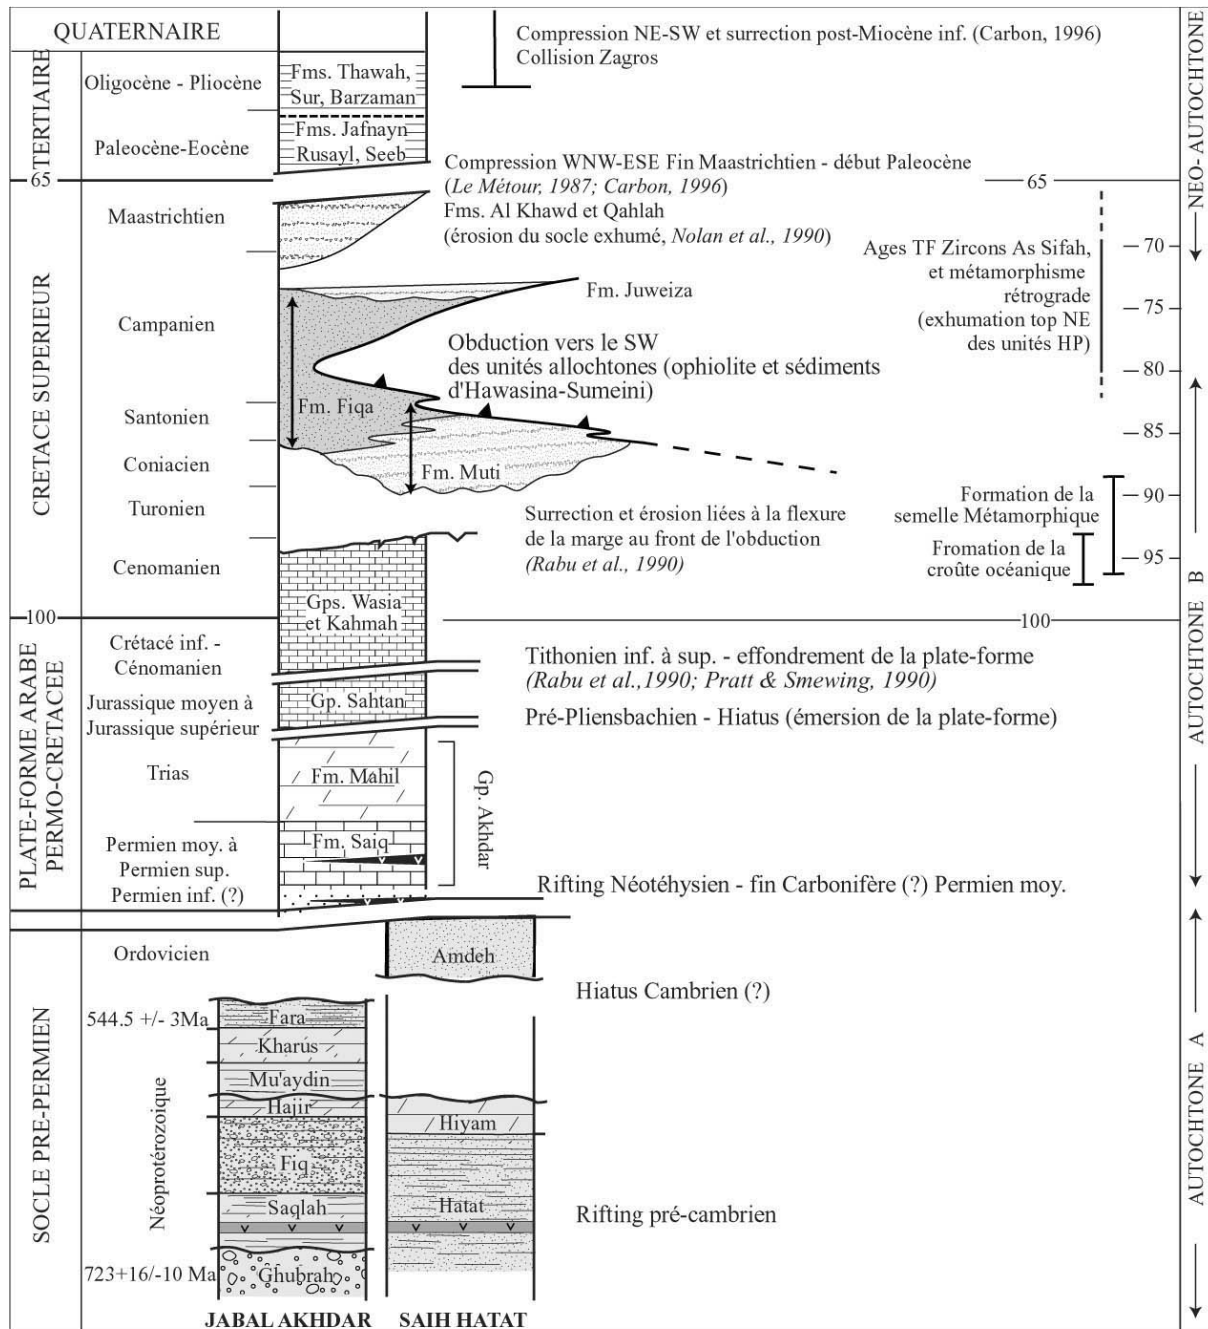 QUATERNAIRE
TERTIAIRE
Oligocène - Pliocène
Paleocène-Eocène
Fms. Thawah,
Sur, Barzaman
Fms. Jafnayn
Rusayl, Seeb
Compression NE-SW et surrection post-Miocène inf. (Carbon, 1996)
Collision Zagros
NEO- AUTOCHTONE
65
65
Compression WNW-ESE Fin Maastrichtien - début Paleocène
(Le Métour, 1987; Carbon, 1996)
Fms. Al Khawd et Qahlah
(érosion du socle exhumé, Nolan et al., 1990)
CRETACE SUPERIEUR
Maastrichtien
Campanien
Santonien
Coniacien
Turonien
Cenomanien
Fm. Juweiza
Fm. Fiqa
Fm. Muti
Obduction vers le SW
des unités allochtones (ophiolite et sédiments
d'Hawasina-Sumeini)
Ages TF Zircons As Sifah,
et métamorphisme
rétrograde
(exhumation top NE
des unités HP)
70
75
80
85
90
95
Surrection et érosion liées à la flexure
de la marge au front de l'obduction
(Rabu et al., 1990)
Formation de la
semelle Métamorphique
Fromation de la
croûte océanique
Gps. Wasia
et Kahmah
100
100
AUTOCHTONE B
PLATE-FORME ARABE
PERMO-CRETACEE
Crétacé inf. -
Cénomanien
Jurassique moyen à
Jurassique supérieur
Trias
Permien moy. à
Permien sup.
Permien inf. (?)
Gp. Sahtan
Fm. Mahil
Fm. Saiq
Gp. Akhdar
Tithonien inf. à sup. - effondrement de la plate-forme
(Rabu et al.,1990; Pratt & Smewing, 1990)
Pré-Pliensbachien - Hiatus (émersion de la plate-forme)
Rifting Néotéhysien - fin Carbonifère (?) Permien moy.
SOCLE PRE-PERMIEN
Ordovicien
Amdeh
Hiatus Cambrien (?)
544.5 +/- 3Ma
Néoprotérozoique
723+16/-10 Ma
Fara
Kharus
Mu'aydin
Hajir
Fiq
Saqlah
Ghubrah
Hiyam
Hatat
Rifting pré-cambrien
AUTOCHTONE A
JABAL AKHDAR
SAIH HATAT